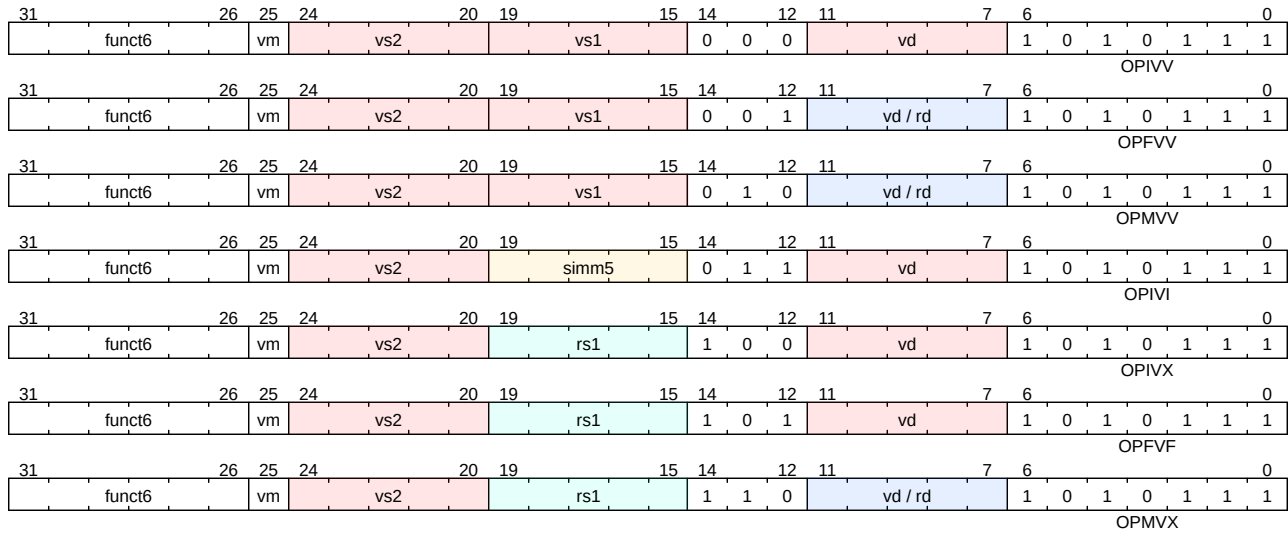 31 26 25 24 20 19 15 14 12 11 7 6 0
funct6 vm vs2 vs1 0 0 0 vd 1 0 1 0 1 1 1
OPIVV
31 26 25 24 20 19 15 14 12 11 7 6 0
funct6 vm vs2 vs1 0 0 1 vd / rd 1 0 1 0 1 1 1
OPFVV
31 26 25 24 20 19 15 14 12 11 7 6 0
funct6 vm vs2 vs1 0 1 0 vd / rd 1 0 1 0 1 1 1
OPMVV
31 26 25 24 20 19 15 14 12 11 7 6 0
funct6 vm vs2 simm5 0 1 1 vd 1 0 1 0 1 1 1
OPIVI
31 26 25 24 20 19 15 14 12 11 7 6 0
funct6 vm vs2 rs1 1 0 0 vd 1 0 1 0 1 1 1
OPIVX
31 26 25 24 20 19 15 14 12 11 7 6 0
funct6 vm vs2 rs1 1 0 1 vd 1 0 1 0 1 1 1
OPFVF
31 26 25 24 20 19 15 14 12 11 7 6 0
funct6 vm vs2 rs1 1 1 0 vd / rd 1 0 1 0 1 1 1
OPMVX